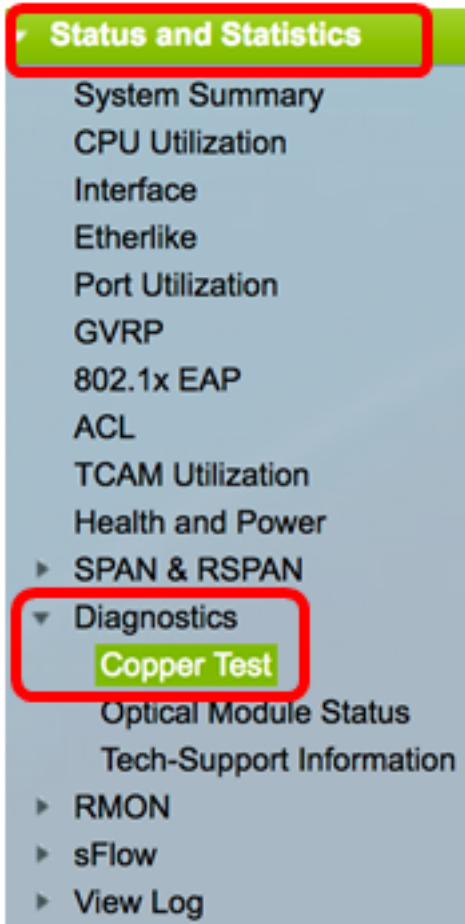 Status and Statistics
System Summary
CPU Utilization
Interface
Etherlike
Port Utilization
GVRP
802.1x EAP
ACL
TCAM Utilization
Health and Power
SPAN & RSPAN
Diagnostics
Copper Test
Optical Module Status
Tech-Support Information
RMON
sFlow
View Log